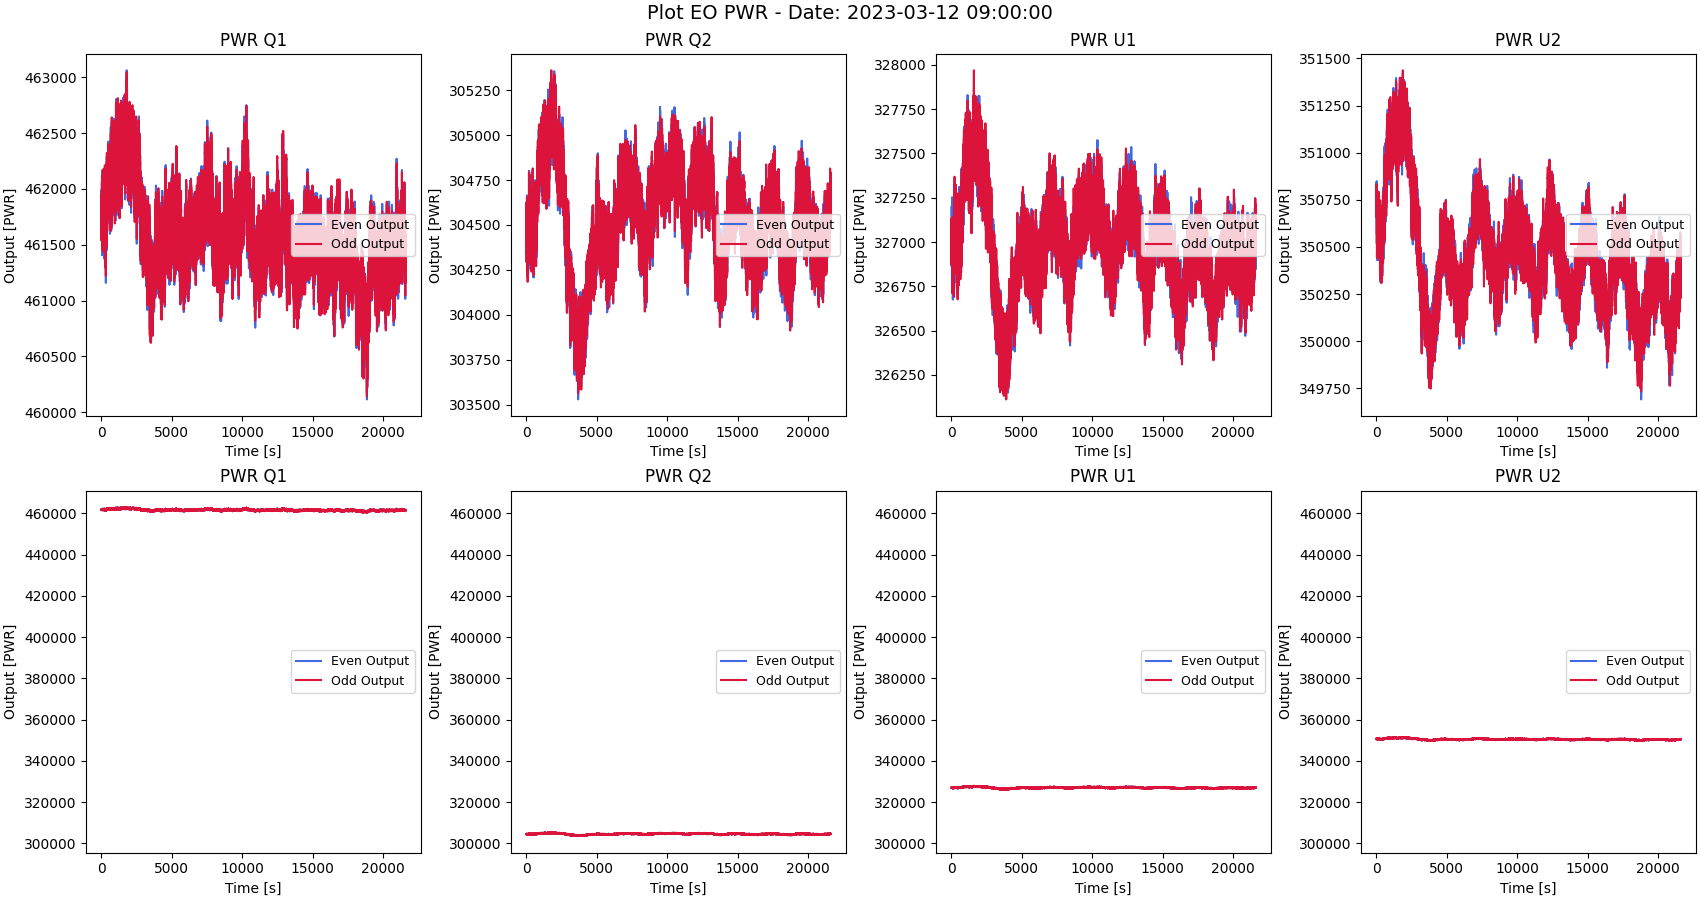 Plot EO PWR - Date: 2023-03-12 09:00:00
PWR Q1
Output [PWR]
463000
462500
462000
461500
461000
460500
460000
0 5000 10000 15000 20000
Time [s]
Even Output
Odd Output
PWR Q2
Output [PWR]
305250
305000
304750
304500
304250
304000
303750
303500
0 5000 10000 15000 20000
Time [s]
Even Output
Odd Output
PWR U1
Output [PWR]
328000
327750
327500
327250
327000
326750
326500
326250
0 5000 10000 15000 20000
Time [s]
Even Output
Odd Output
PWR U2
Output [PWR]
351500
351250
351000
350750
350500
350250
350000
349750
0 5000 10000 15000 20000
Time [s]
Even Output
Odd Output
PWR Q1
Output [PWR]
460000
440000
420000
400000
380000
360000
340000
320000
300000
0 5000 10000 15000 20000
Time [s]
Even Output
Odd Output
PWR Q2
Output [PWR]
460000
440000
420000
400000
380000
360000
340000
320000
300000
0 5000 10000 15000 20000
Time [s]
Even Output
Odd Output
PWR U1
Output [PWR]
460000
440000
420000
400000
380000
360000
340000
320000
300000
0 5000 10000 15000 20000
Time [s]
Even Output
Odd Output
PWR U2
Output [PWR]
460000
440000
420000
400000
380000
360000
340000
320000
300000
0 5000 10000 15000 20000
Time [s]
Even Output
Odd Output